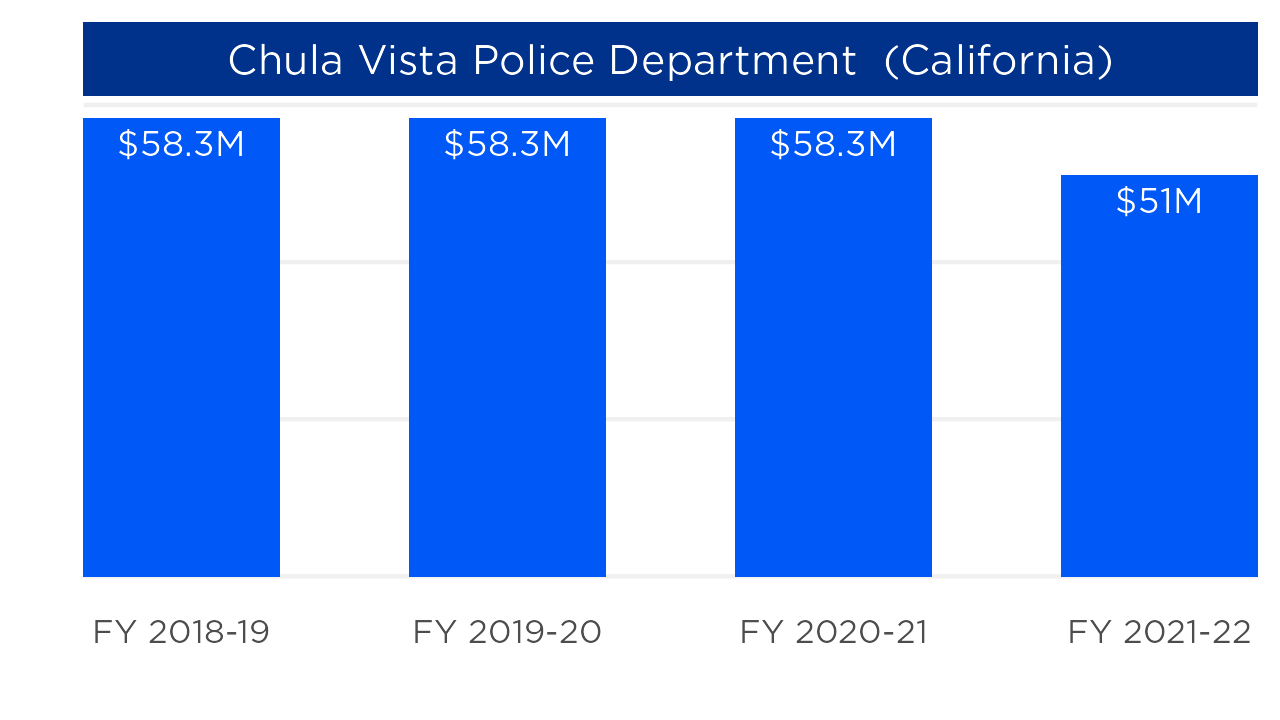 Chula Vista Police Department (California)
$58.3M
$58.3M
$58.3M
$51M
FY 2018-19
FY 2019-20
FY 2020-21
FY 2021-22